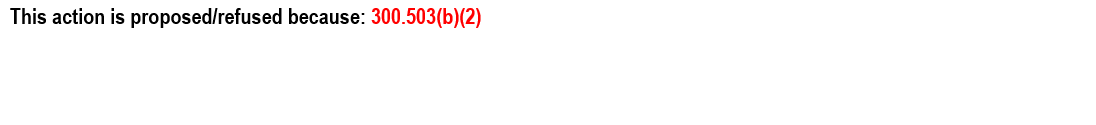 This action is proposed/refused because: 300.503(b)(2)